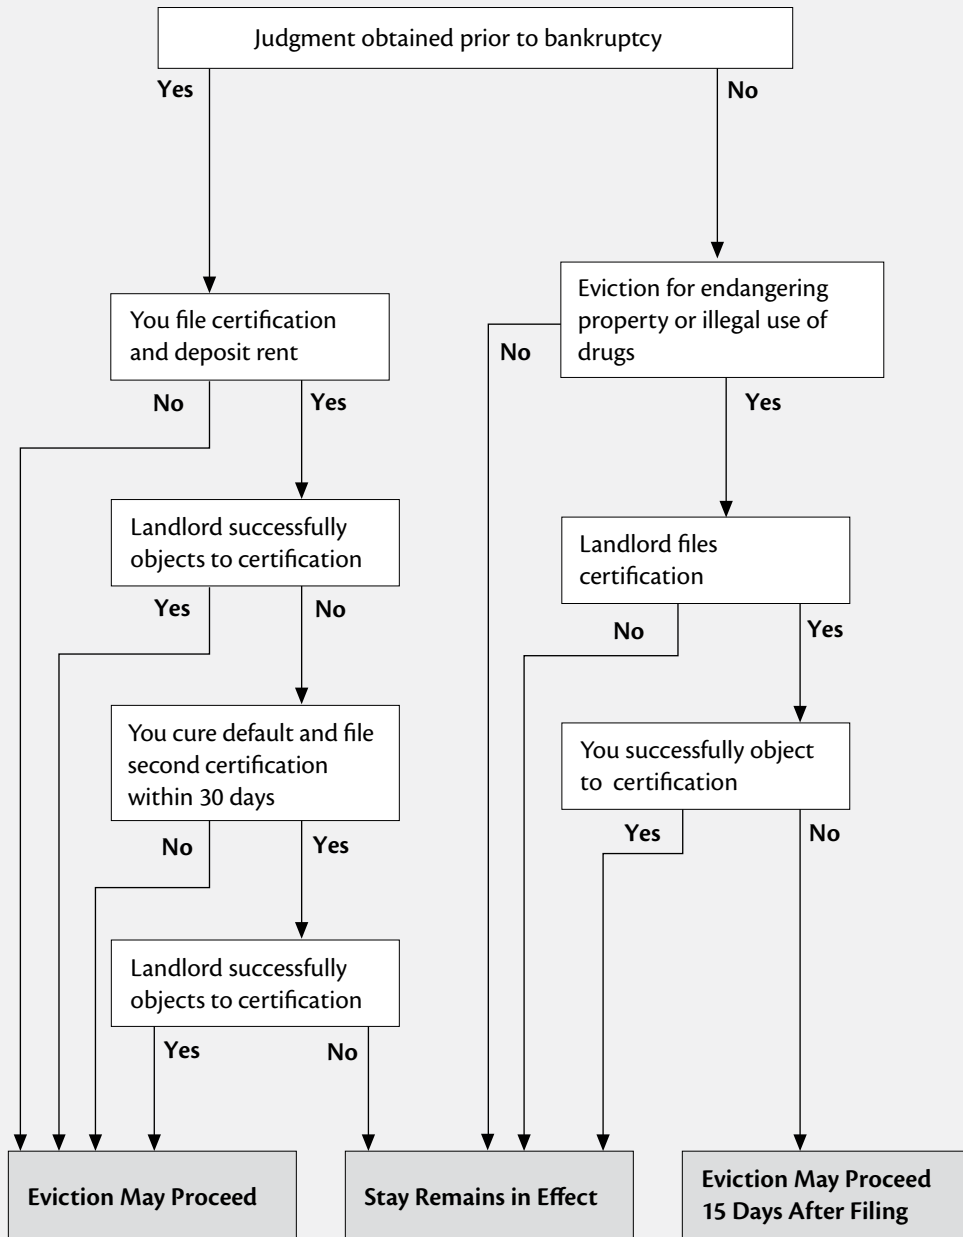 Judgment obtained prior to bankruptcy
Yes
No
Eviction for endangering
property or illegal use of
drugs
You file certification
and deposit rent
No
No
Yes
Yes
Landlord successfully
objects to certification
Landlord files
certification
Yes
No
No
Yes
You cure default and file
second certification
within 30 days
You successfully object
to certification
No
Yes
Yes
No
Landlord successfully
objects to certification
Yes
No
Eviction May Proceed
Stay Remains in Effect
Eviction May Proceed
15 Days After Filing